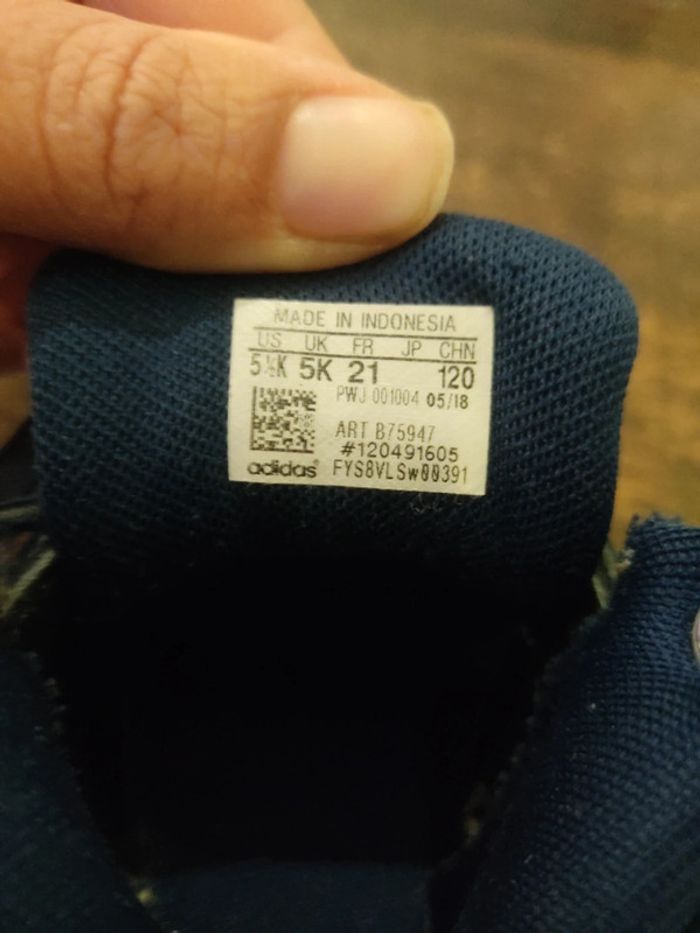 MADE IN INDONESIA
US UK FR JP CHN
5½K 5K 21 120
PWJ 001004 05/18
ART B75947
#120491605
adidas FYS8VLSw00391